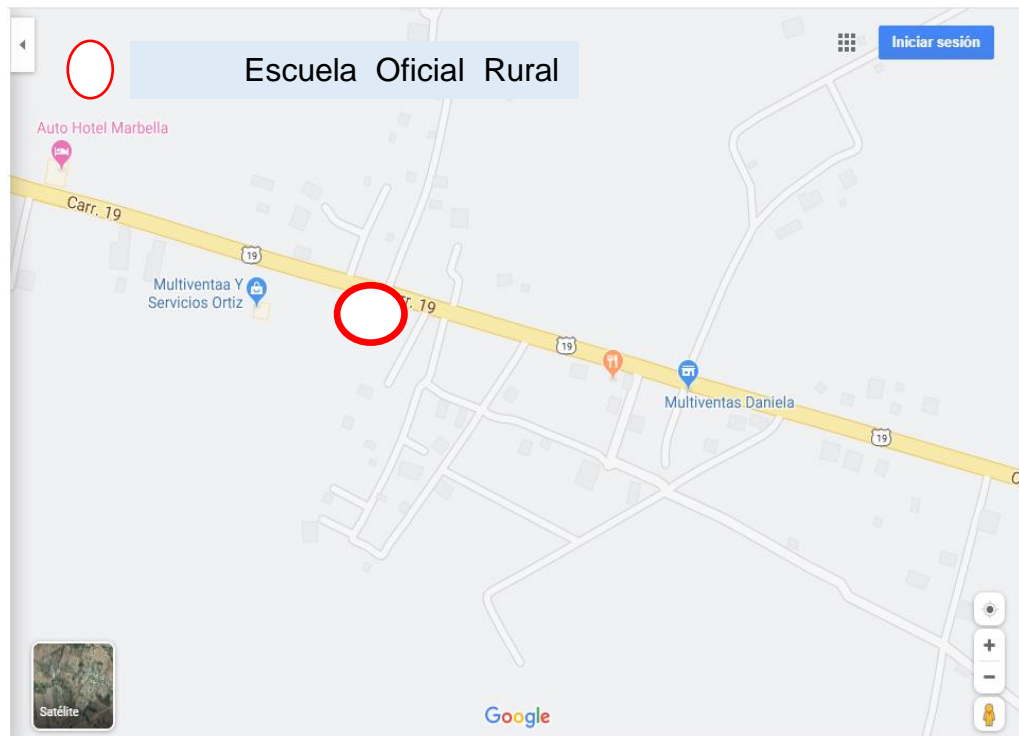 Iniciar sesión
Escuela Oficial Rural
Auto Hotel Marbella
Carr. 19
19
Multiventaa Y
Servicios Ortiz
r. 19
19
Multiventas Daniela
19
C
Satélite
Google